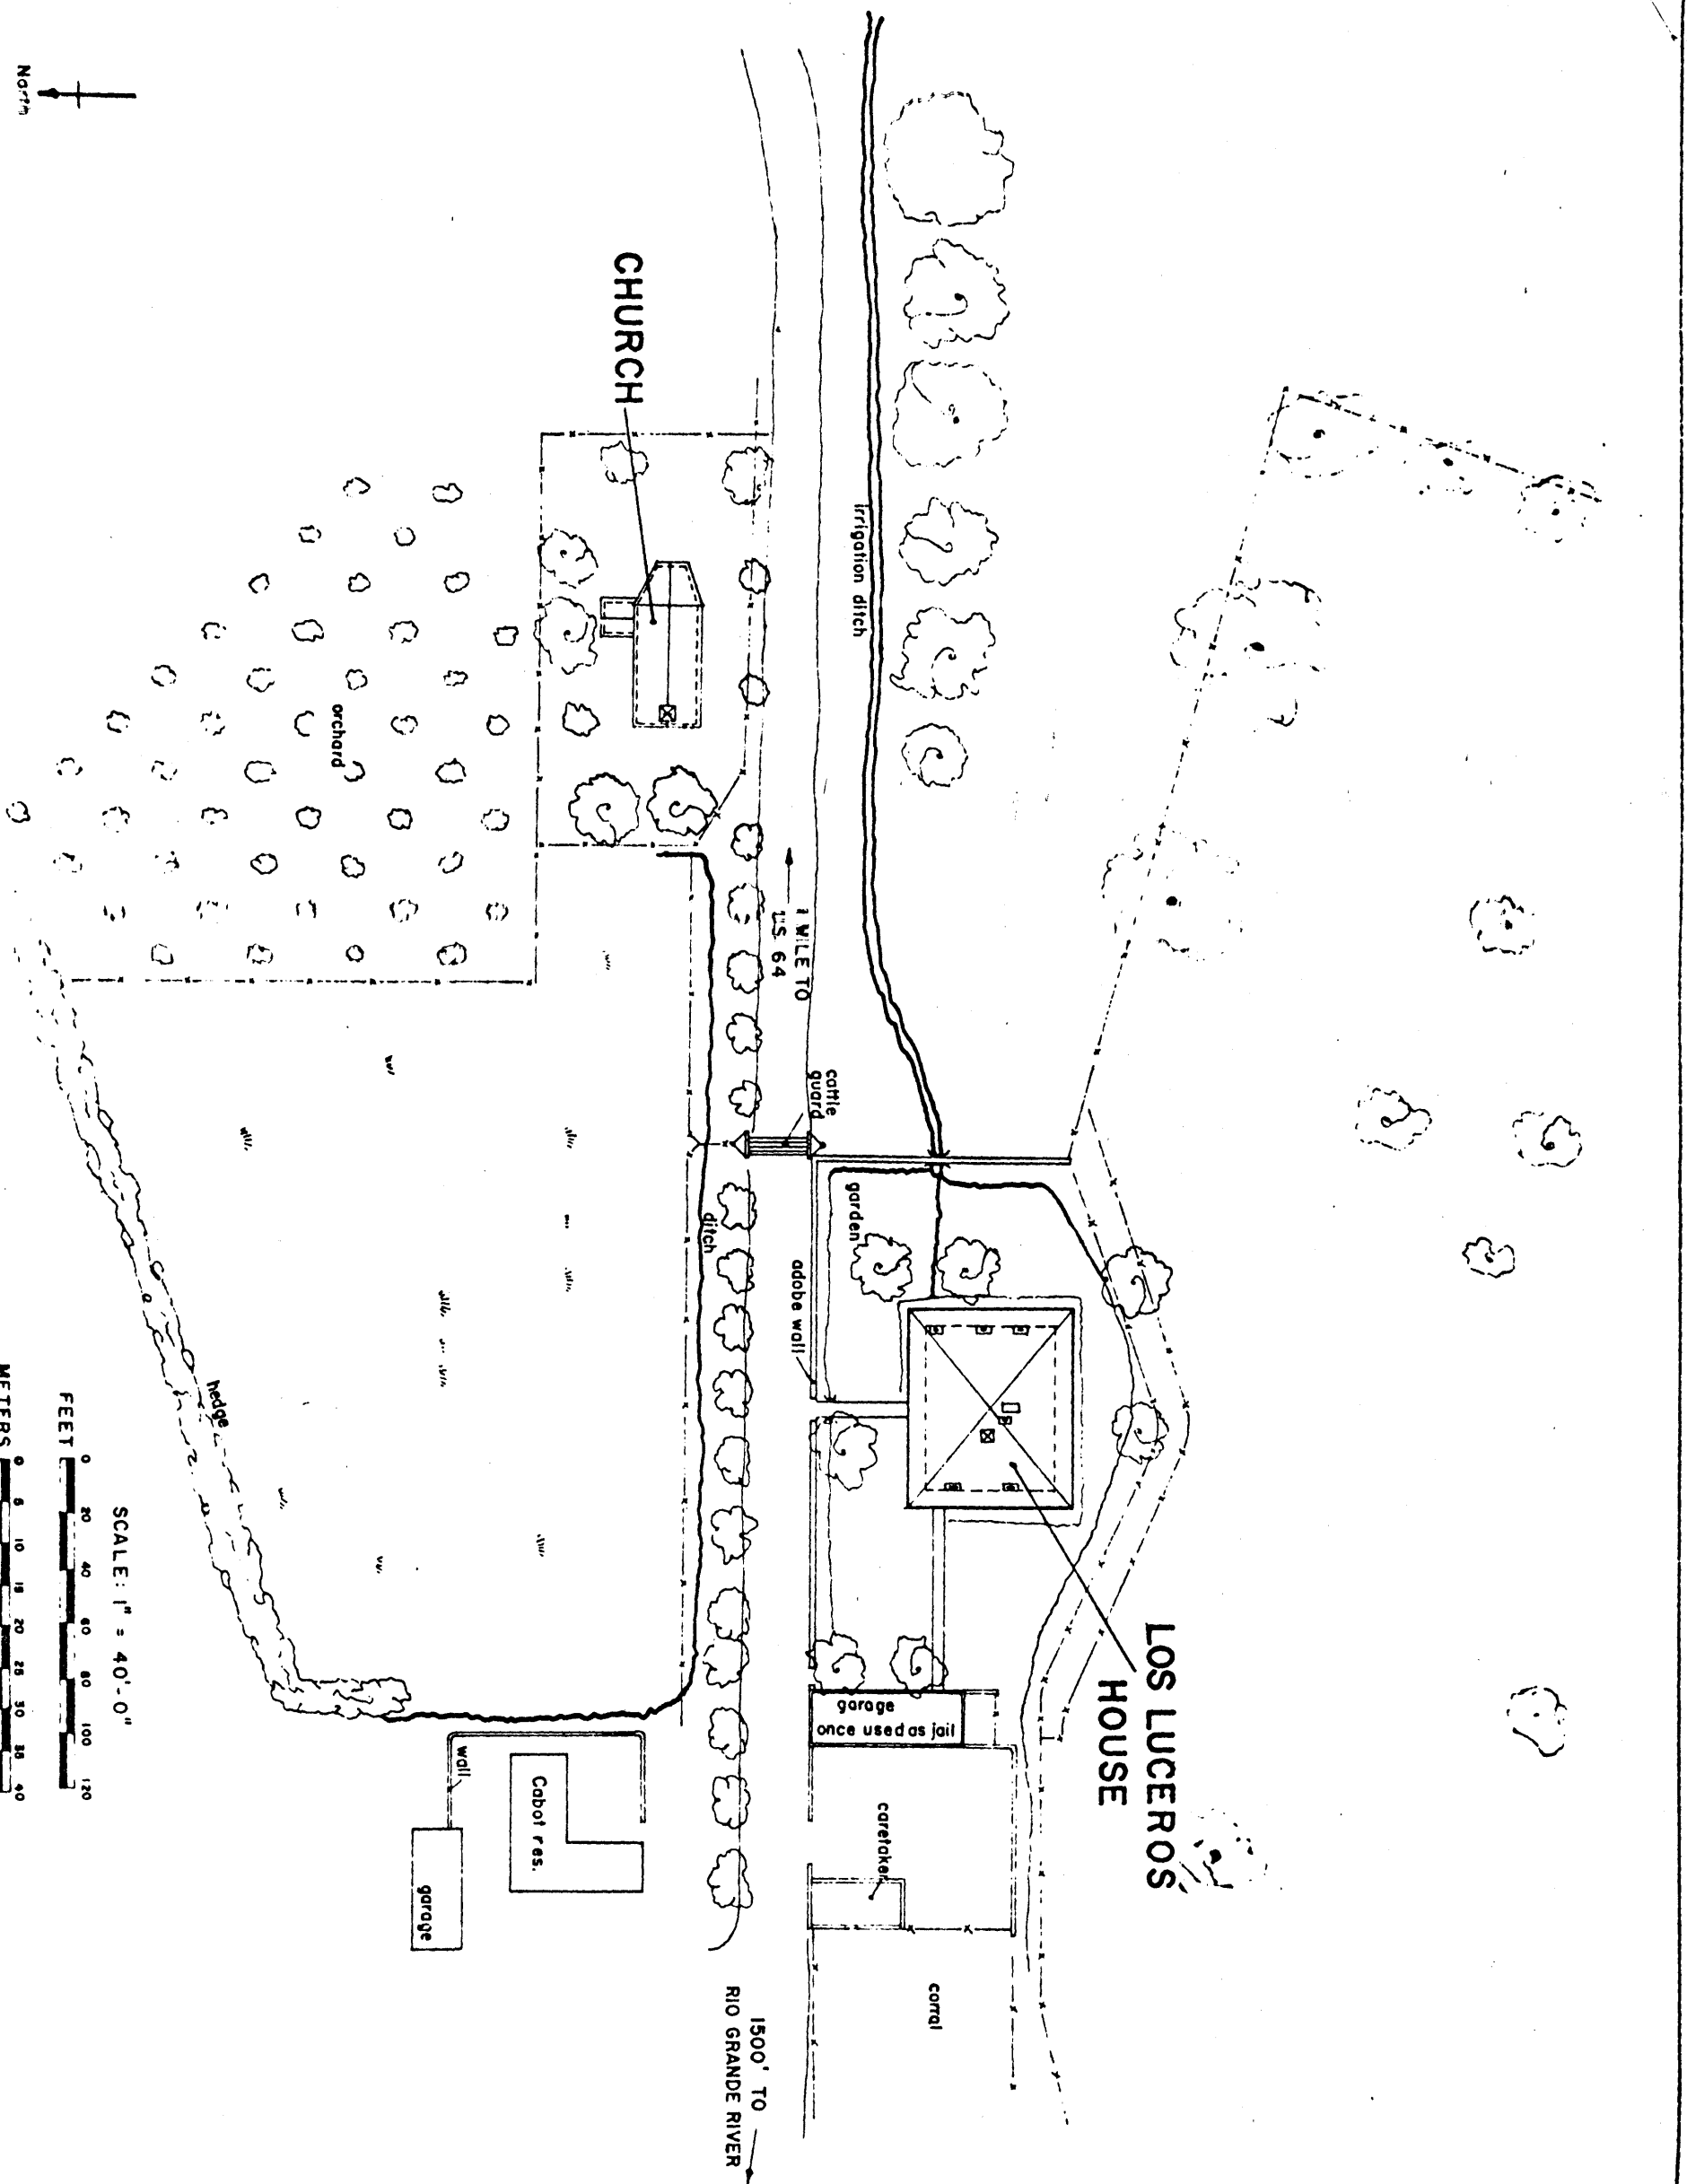 North
CHURCH
irrigation ditch
orchard
1 MILE TO
U.S. 64
cattle
guard
garden
ditch
adobe wall
hedge
LOS LUCEROS
HOUSE
garage
once used as jail
caretaker
corral
wall
Cabot res.
garage
1500' TO
RIO GRANDE RIVER
SCALE: 1" = 40'-0"
FEET 0 20 40 60 80 100 120
METERS 0 5 10 15 20 25 30 35 40